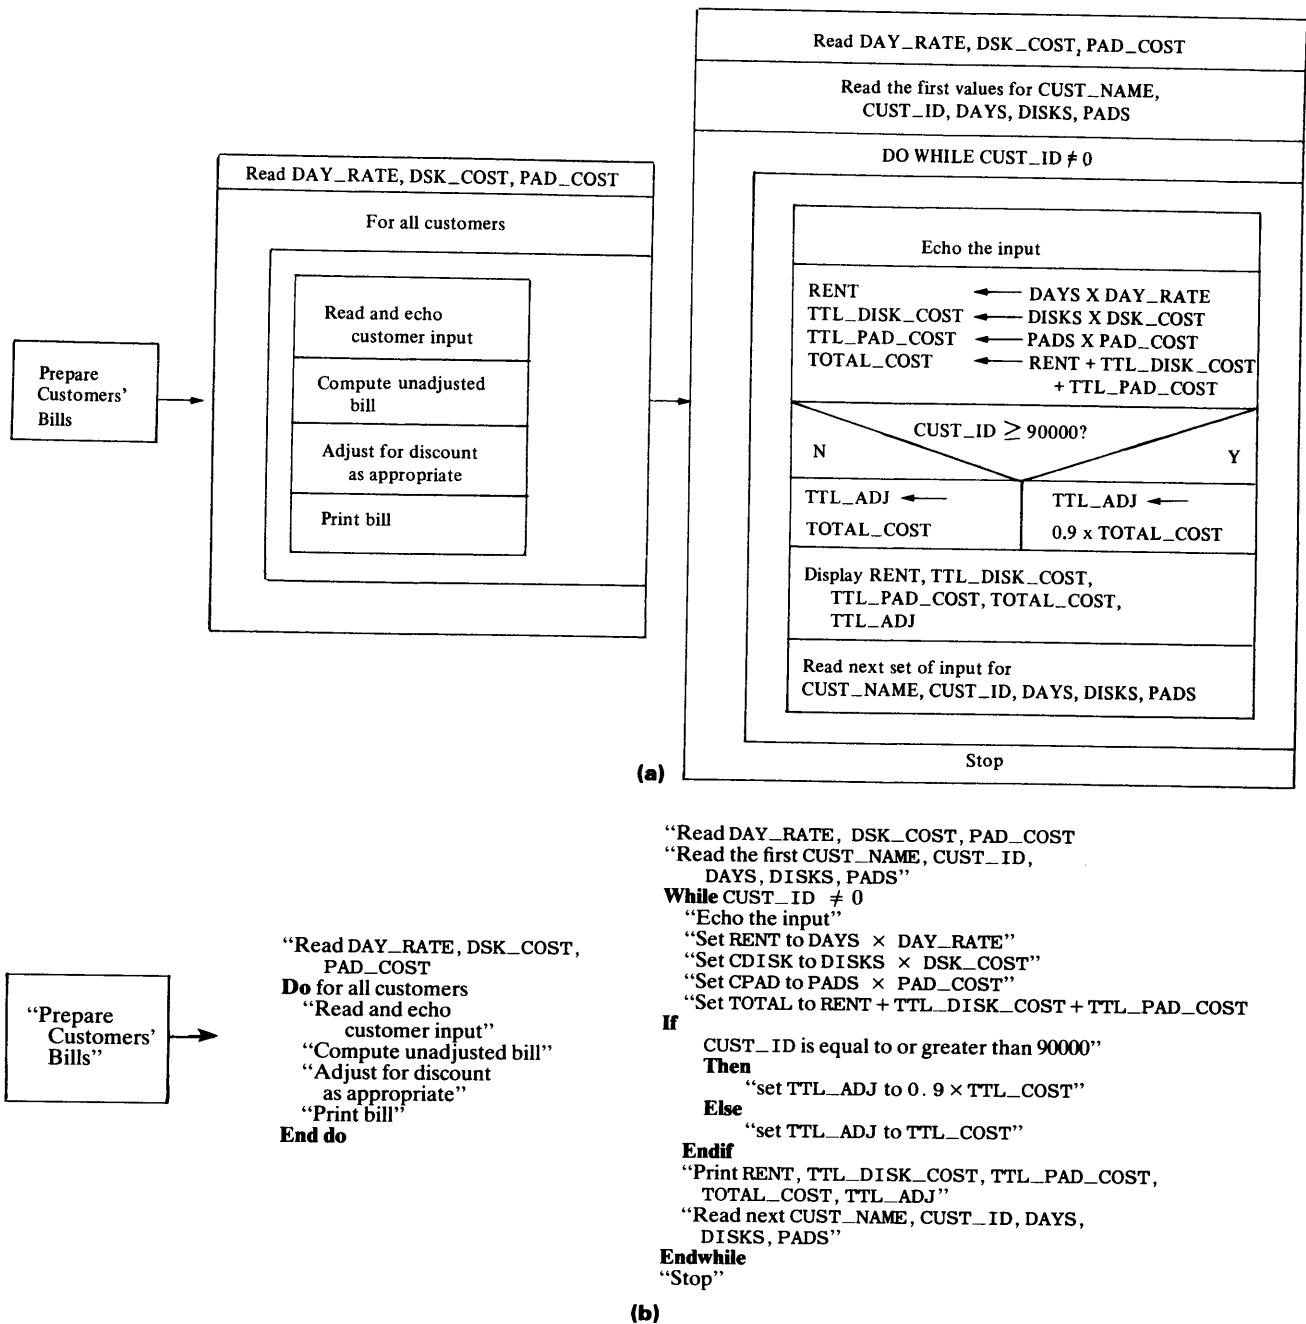 Prepare
Customers'
Bills
Read DAY_RATE, DSK_COST, PAD_COST
For all customers
Read and echo
customer input
Compute unadjusted
bill
Adjust for discount
as appropriate
Print bill
Read DAY_RATE, DSK_COST, PAD_COST
Read the first values for CUST_NAME,
CUST_ID, DAYS, DISKS, PADS
DO WHILE CUST_ID ≠ 0
Echo the input
RENT ← DAYS X DAY_RATE
TTL_DISK_COST ← DISKS X DSK_COST
TTL_PAD_COST ← PADS X PAD_COST
TOTAL_COST ← RENT + TTL_DISK_COST
+ TTL_PAD_COST
CUST_ID ≥ 90000?
N
Y
TTL_ADJ ←
TOTAL_COST
TTL_ADJ ←
0.9 x TOTAL_COST
Display RENT, TTL_DISK_COST,
TTL_PAD_COST, TOTAL_COST,
TTL_ADJ
Read next set of input for
CUST_NAME, CUST_ID, DAYS, DISKS, PADS
Stop
(a)
“Prepare
Customers’
Bills”
“Read DAY_RATE, DSK_COST,
PAD_COST
Do for all customers
“Read and echo
customer input”
“Compute unadjusted bill”
“Adjust for discount
as appropriate”
“Print bill”
End do
“Read DAY_RATE, DSK_COST, PAD_COST
“Read the first CUST_NAME, CUST_ID,
DAYS, DISKS, PADS”
While CUST_ID ≠ 0
“Echo the input”
“Set RENT to DAYS × DAY_RATE”
“Set CDISK to DISKS × DSK_COST”
“Set CPAD to PADS × PAD_COST”
“Set TOTAL to RENT + TTL_DISK_COST + TTL_PAD_COST
If
CUST_ID is equal to or greater than 90000”
Then
“set TTL_ADJ to 0.9 × TTL_COST”
Else
“set TTL_ADJ to TTL_COST”
Endif
“Print RENT, TTL_DISK_COST, TTL_PAD_COST,
TOTAL_COST, TTL_ADJ”
“Read next CUST_NAME, CUST_ID, DAYS,
DISKS, PADS”
Endwhile
“Stop”
(b)